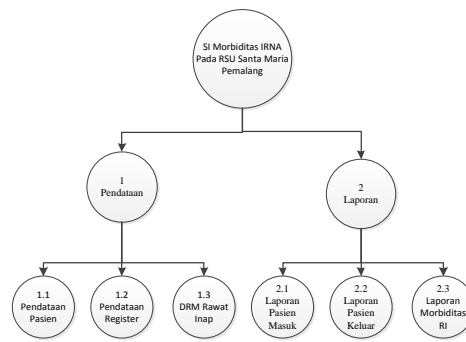 SI Morbiditas IRNA
Pada RSU Santa Maria
Pemalang
1
Pendataan
2
Laporan
1.1
Pendataan
Pasien
1.2
Pendataan
Register
1.3
DRM Rawat
Inap
2.1
Laporan
Pasien
Masuk
2.2
Laporan
Pasien
Keluar
2.3
Laporan
Morbiditas
RI